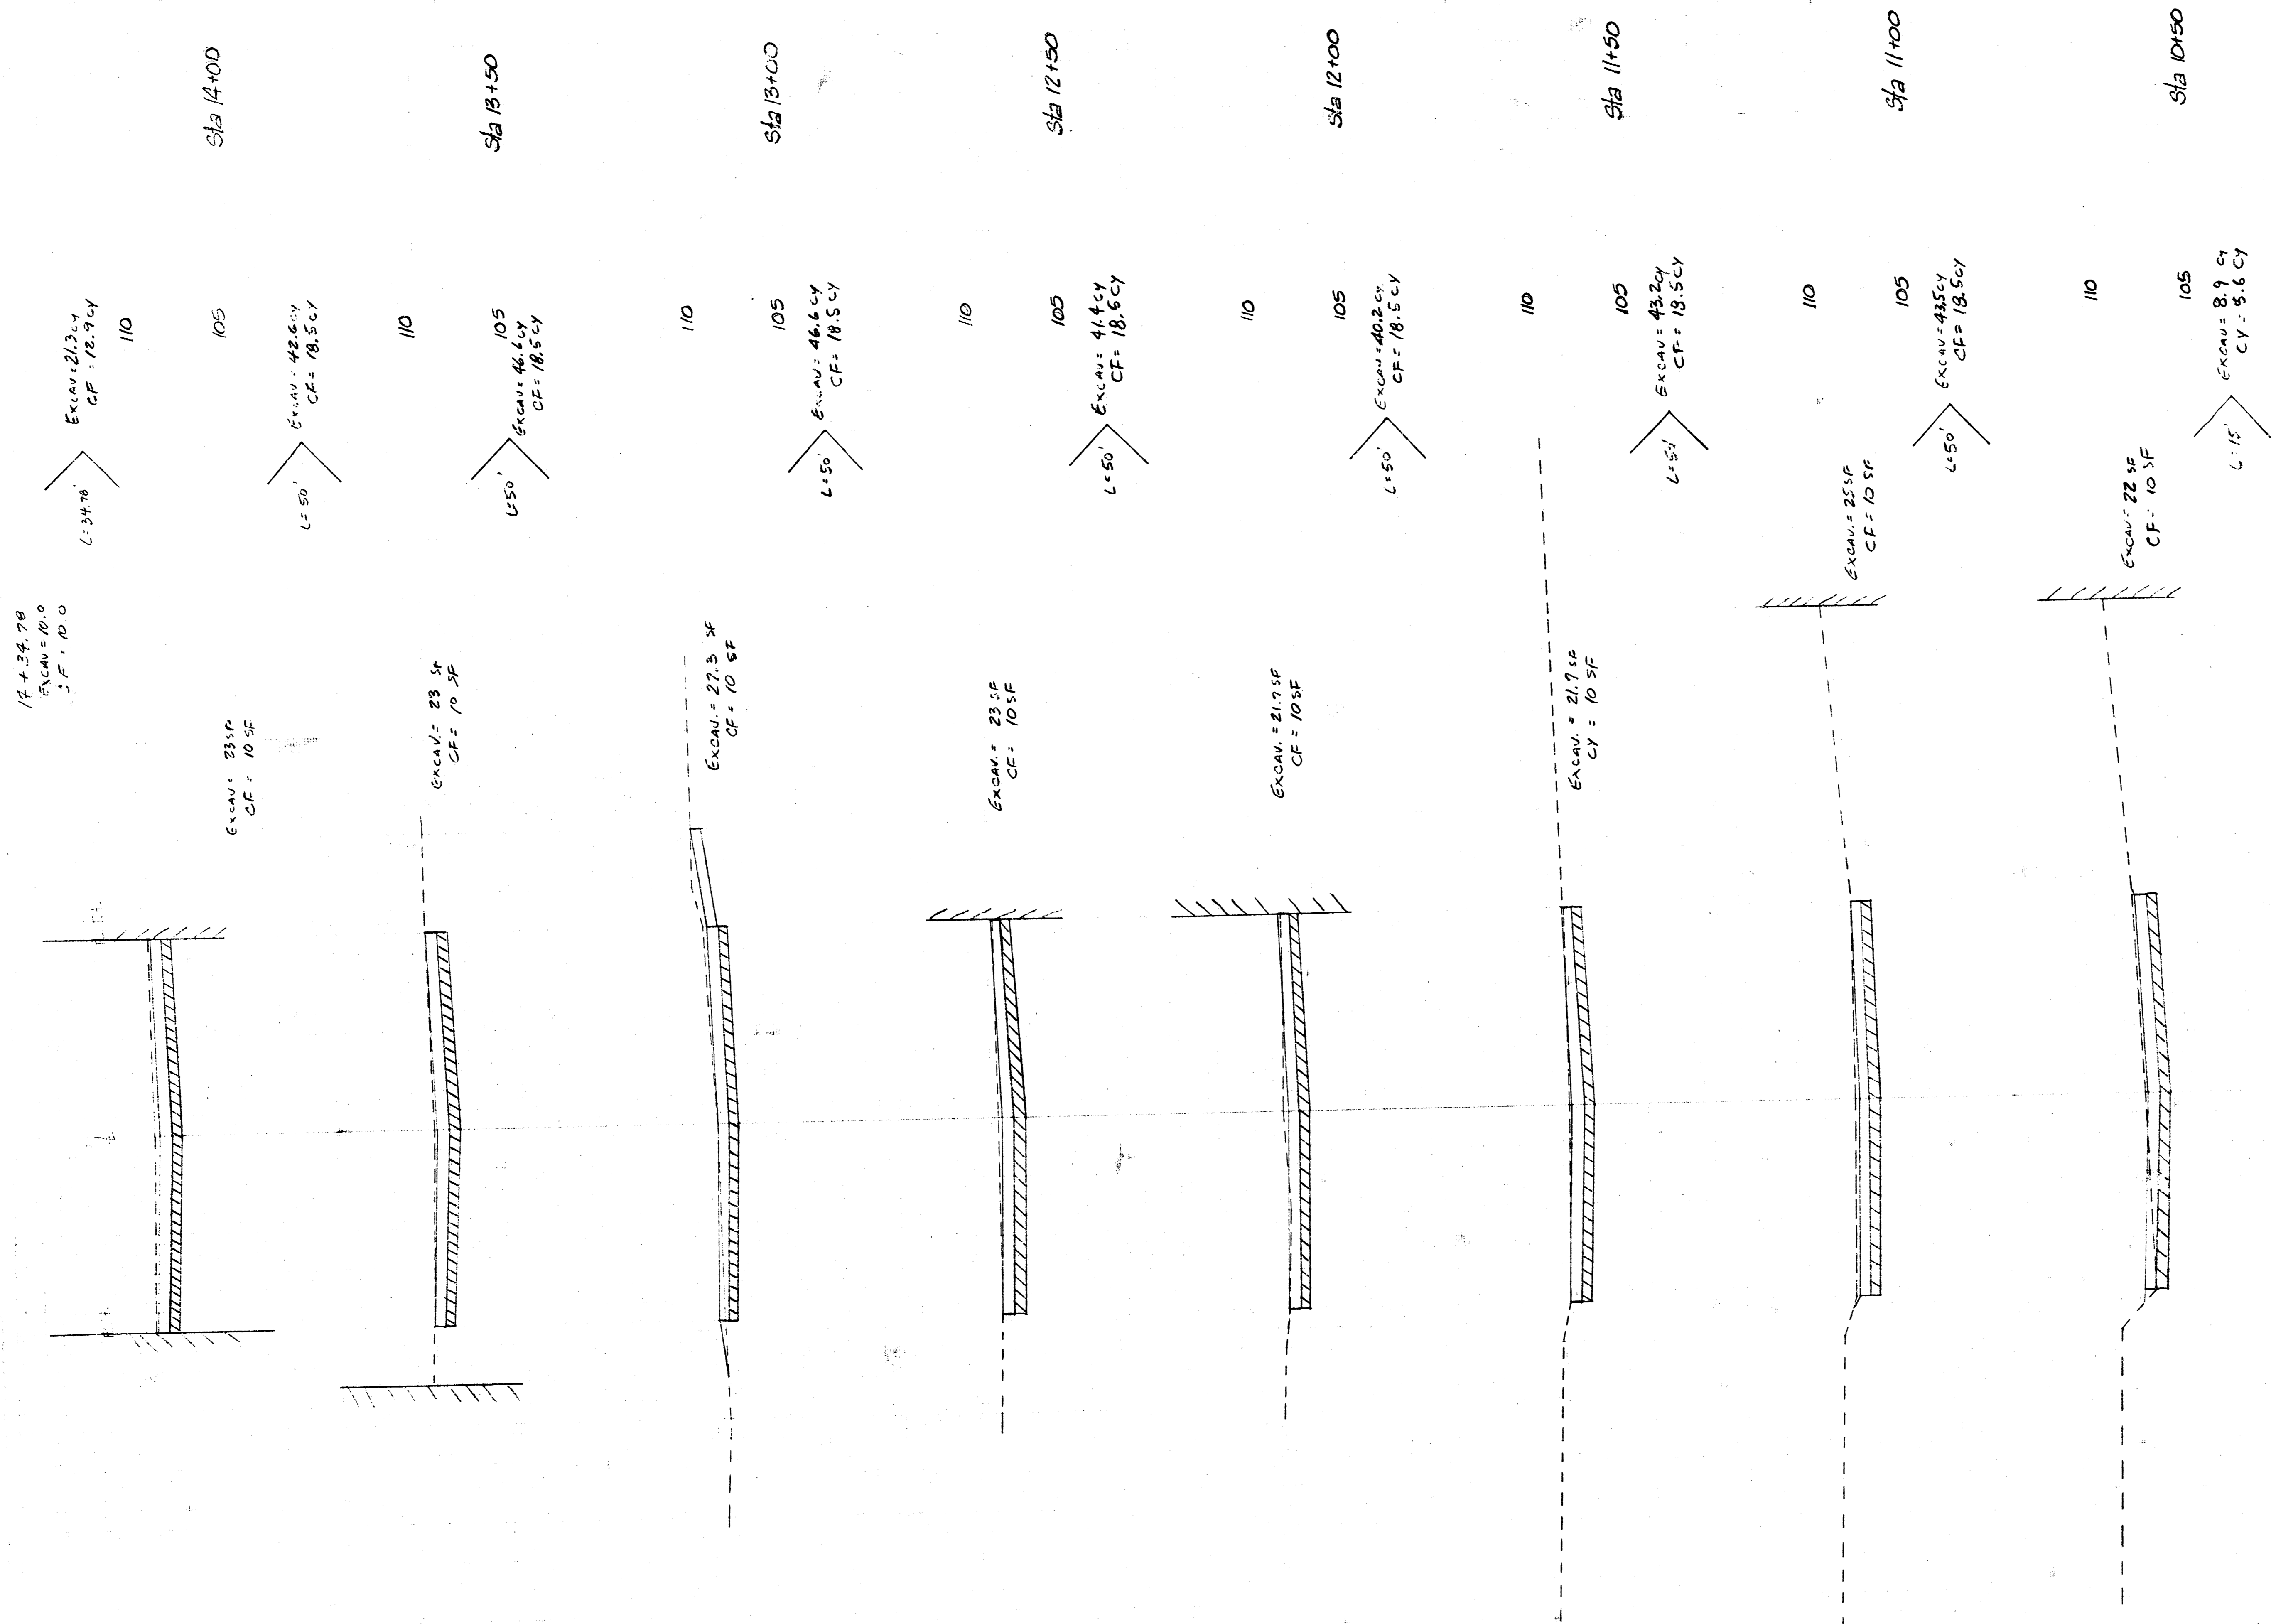 Sta 14+00
Sta 13+50
Sta 13+00
Sta 12+50
Sta 12+00
Sta 11+50
Sta 11+00
Sta 10+50
EXCAV = 21.3 CY
CF = 12.9 CY
110
105
L=34.78'
EXCAV = 42.6 CY
CF = 18.5 CY
L=50'
110
105
EXCAV = 46.6 CY
CF = 18.5 CY
L=50'
110
105
EXCAV = 46.6 CY
CF = 18.5 CY
L=50'
110
105
EXCAV = 41.4 CY
CF = 18.5 CY
L=50'
110
105
EXCAV = 40.2 CY
CF = 18.5 CY
L=50'
110
105
EXCAV = 43.2 CY
CF = 18.5 CY
L=50'
110
105
EXCAV = 43.5 CY
CF = 18.5 CY
L=50'
110
105
EXCAV = 8.9 CY
CY = 5.6 CY
L=15'
14 + 34.78
EXCAV = 10.0
CF = 10.0
EXCAV = 23 SF
CF = 10 SF
EXCAV. = 23 SF
CF = 10 SF
EXCAV. = 27.3 SF
CF = 10 SF
EXCAV. = 23 SF
CF = 10 SF
EXCAV. = 21.7 SF
CF = 10 SF
EXCAV. = 21.7 SF
CY = 10 SF
EXCAV. = 25 SF
CF = 10 SF
EXCAV = 22 SF
CF = 10 SF